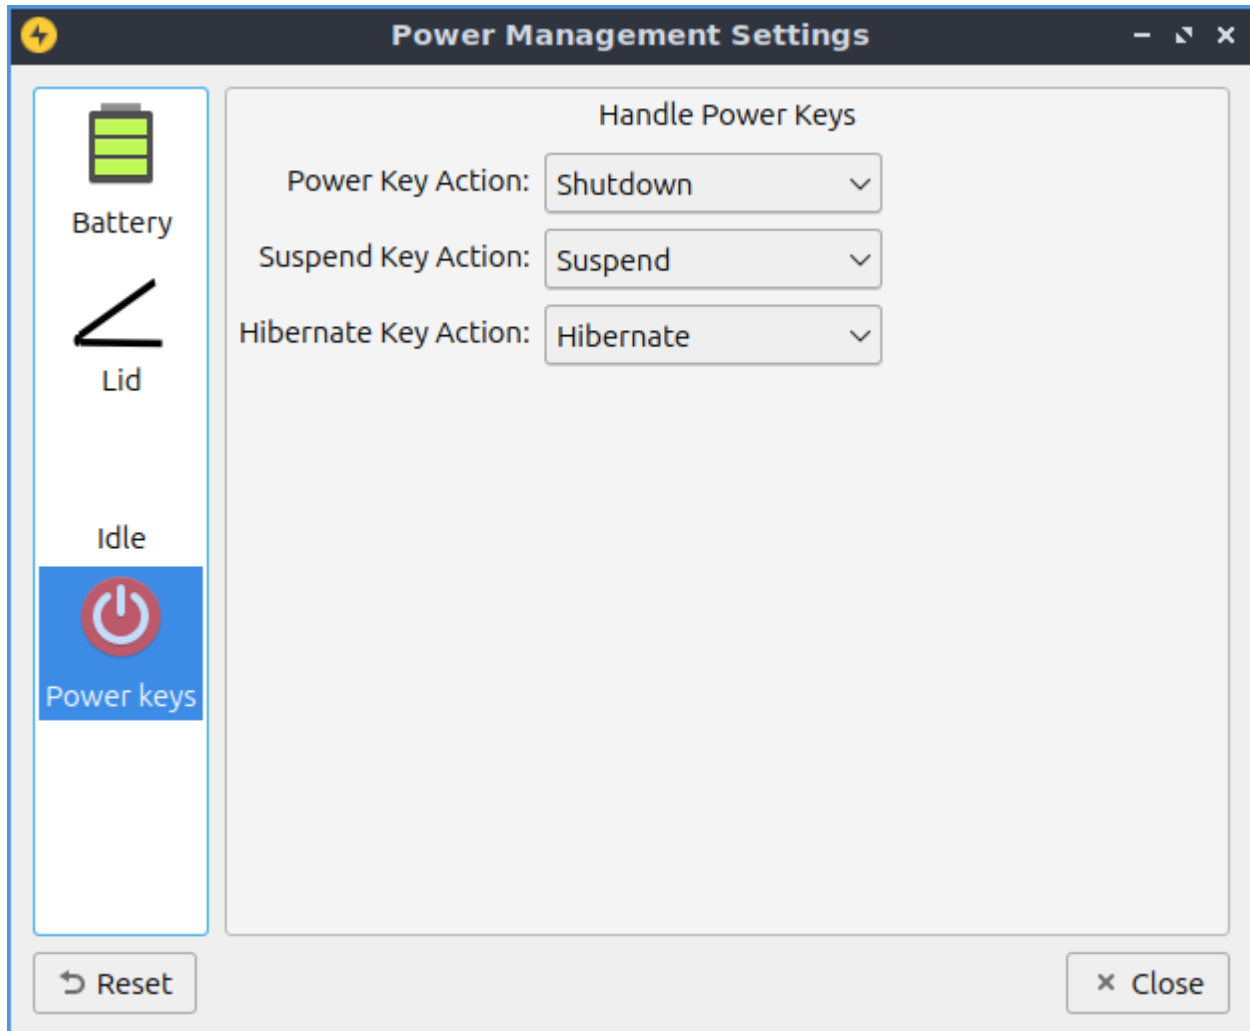 Power Management Settings
Battery
Lid
Idle
Power keys
Handle Power Keys
Power Key Action: Shutdown
Suspend Key Action: Suspend
Hibernate Key Action: Hibernate
Reset
Close